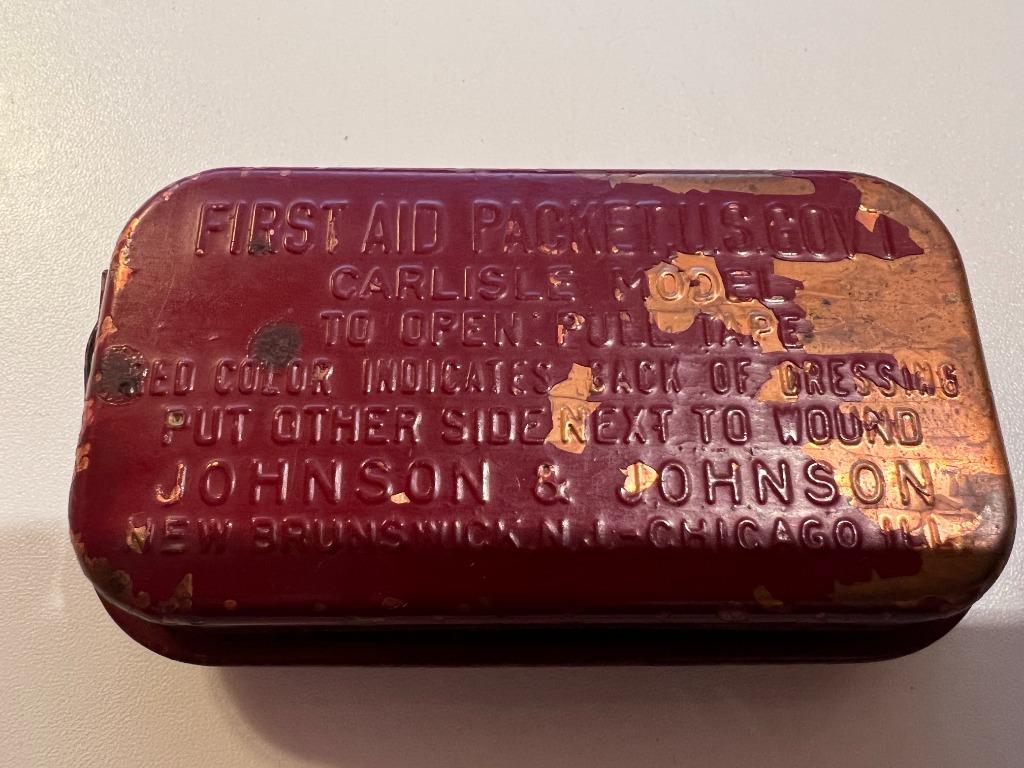 FIRST AID PACKET. U.S. GOV'T
CARLISLE MODEL
TO OPEN: PULL TAPE
RED COLOR INDICATES BACK OF DRESSING
PUT OTHER SIDE NEXT TO WOUND
JOHNSON & JOHNSON
NEW BRUNSWICK, N.J.-CHICAGO ILL.